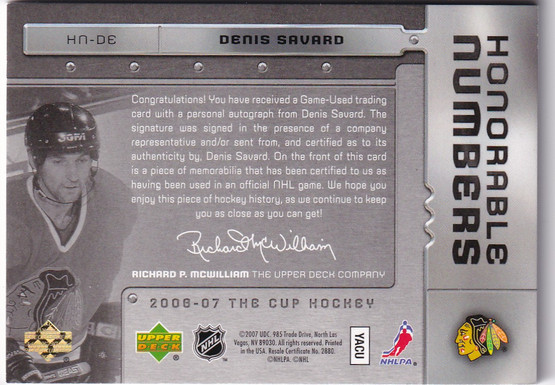 HN-DE
DENIS SAVARD
HONORABLE
NUMBERS
Congratulations! You have received a Game-Used trading
card with a personal autograph from Denis Savard. The
signature was signed in the presence of a company
representative and/or sent from, and certified as to its
authenticity by, Denis Savard. On the front of this card
is a piece of memorabilia that has been certified to us as
having been used in an official NHL game. We hope you
enjoy this piece of hockey history, as we continue to keep
you as close as you can get!
Richard P. McWilliam
RICHARD P. MCWILLIAM THE UPPER DECK COMPANY
2006-07 THE CUP HOCKEY
UPPER
DECK
NHL
©2007 UDC. 985 Trade Drive, North Las
Vegas, NV 89030. All rights reserved. Printed
in the USA. Resale Certificate No. 2880.
©NHLPA. ©NHL
YACU
NHLPA